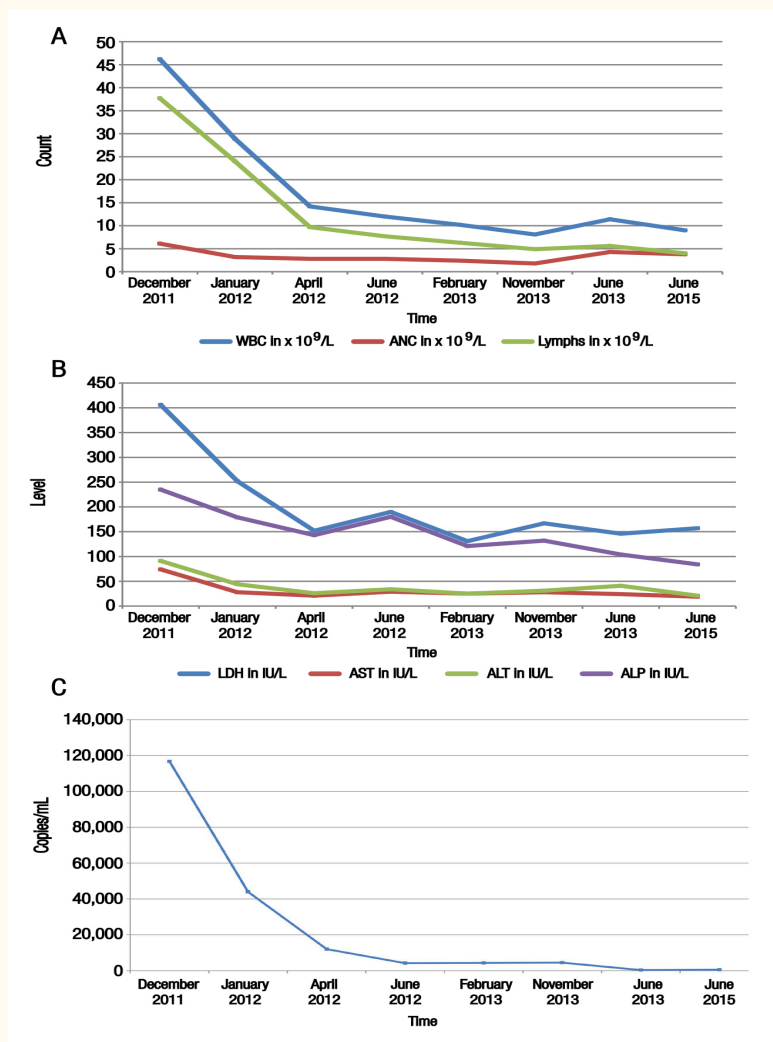 A
50
45
40
35
30
25
20
15
10
5
0
Count
December January April June February November June June
2011 2012 2012 2012 2013 2013 2013 2015
Time
WBC in x 10⁹/L ANC in x 10⁹/L Lymphs in x 10⁹/L
B
450
400
350
300
250
200
150
100
50
0
Level
December January April June February November June June
2011 2012 2012 2012 2013 2013 2013 2015
Time
LDH in IU/L AST in IU/L ALT in IU/L ALP in IU/L
C
140,000
120,000
100,000
80,000
60,000
40,000
20,000
0
Copies/mL
December January April June February November June June
2011 2012 2012 2012 2013 2013 2013 2015
Time